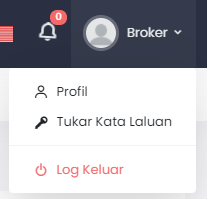 0
Broker
Profil
Tukar Kata Laluan
Log Keluar